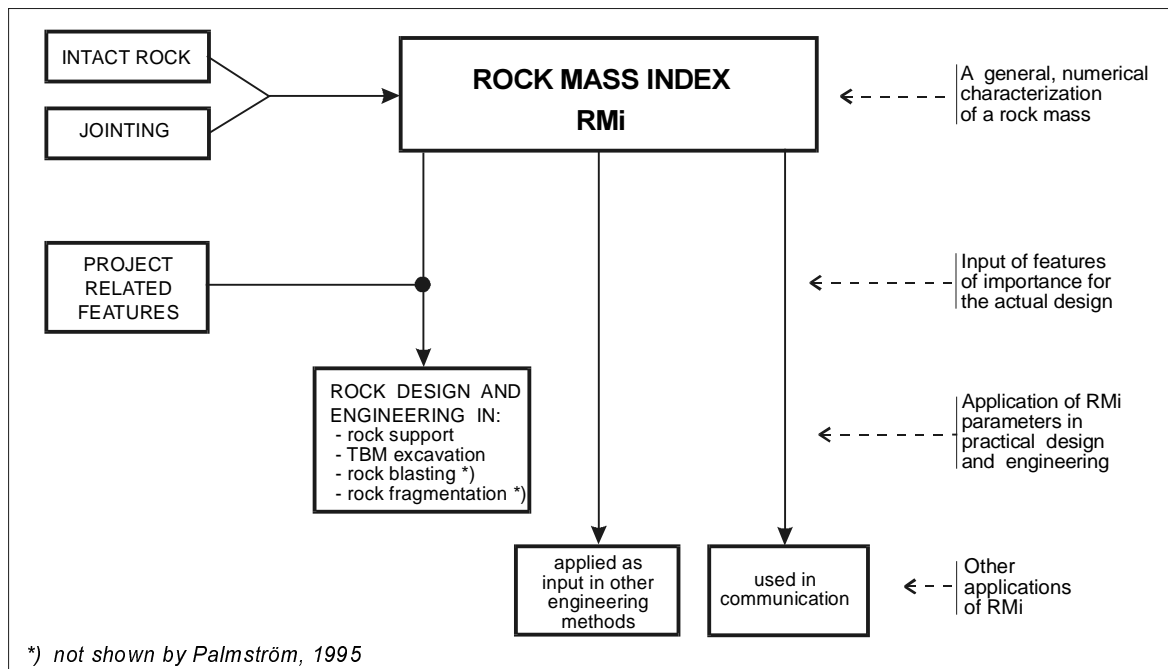 INTACT ROCK
JOINTING
ROCK MASS INDEX
RMi
A general, numerical
characterization
of a rock mass
PROJECT
RELATED
FEATURES
Input of features
of importance for
the actual design
ROCK DESIGN AND
ENGINEERING IN:
- rock support
- TBM excavation
- rock blasting *)
- rock fragmentation *)
Application of RMi
parameters in
practical design
and engineering
applied as
input in other
engineering
methods
used in
communication
Other
applications
of RMi
*) not shown by Palmström, 1995